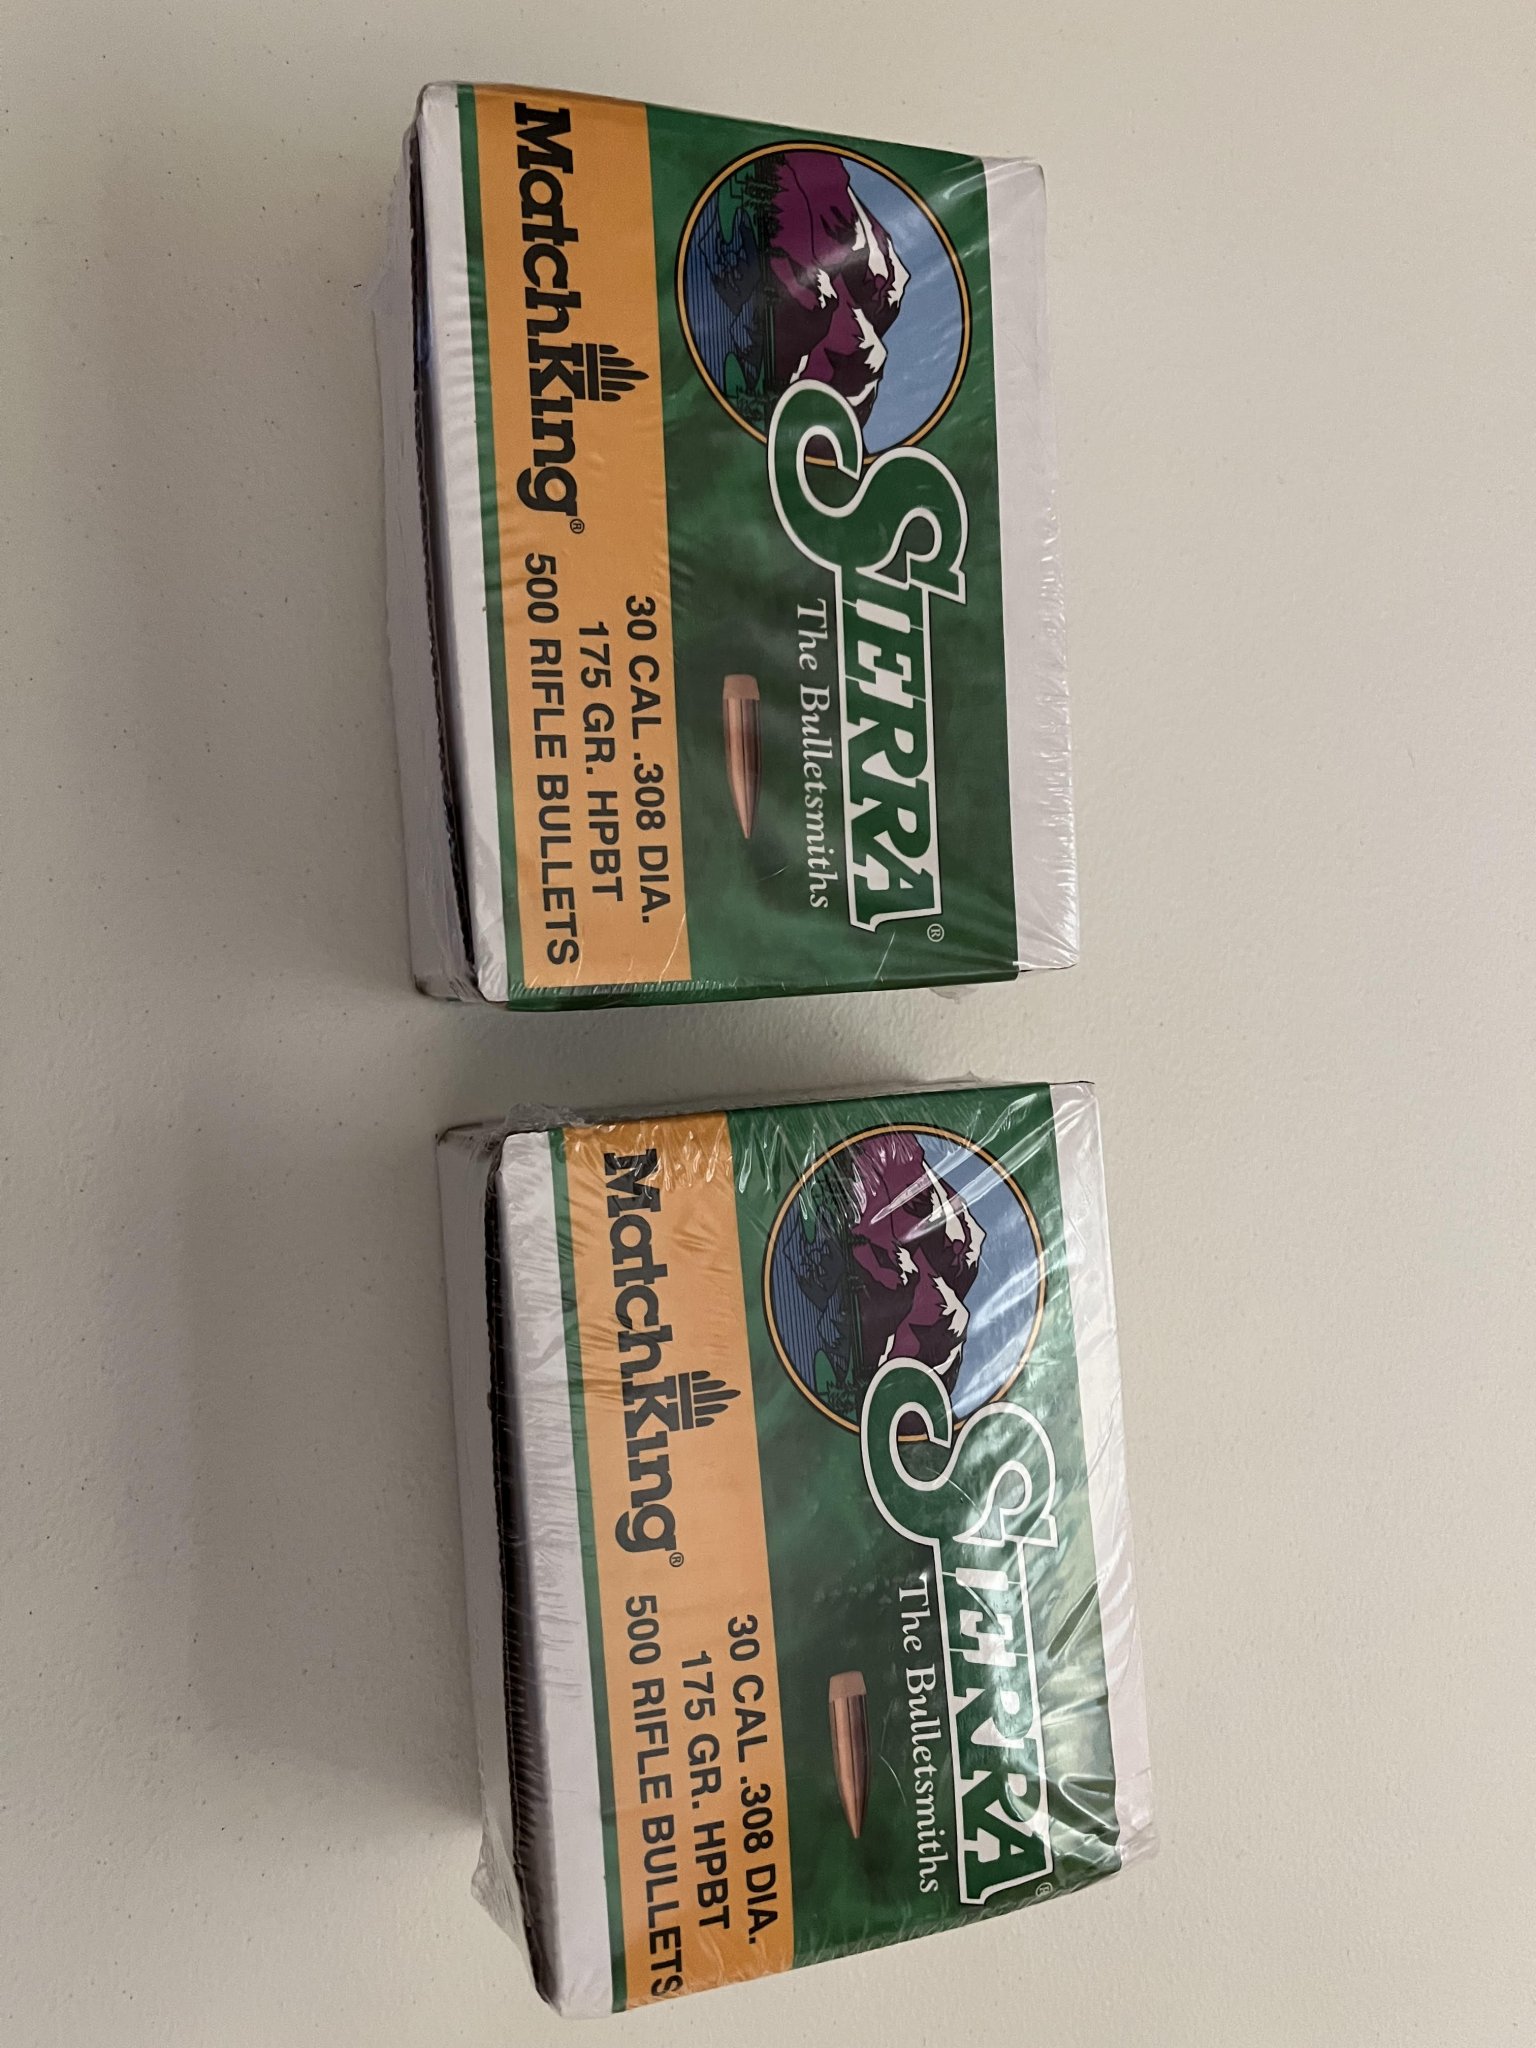 SIERRA®
The Bulletsmiths
30 CAL .308 DIA.
175 GR. HPBT
MatchKing® 500 RIFLE BULLETS
SIERRA®
The Bulletsmiths
30 CAL .308 DIA.
175 GR. HPBT
MatchKing® 500 RIFLE BULLETS